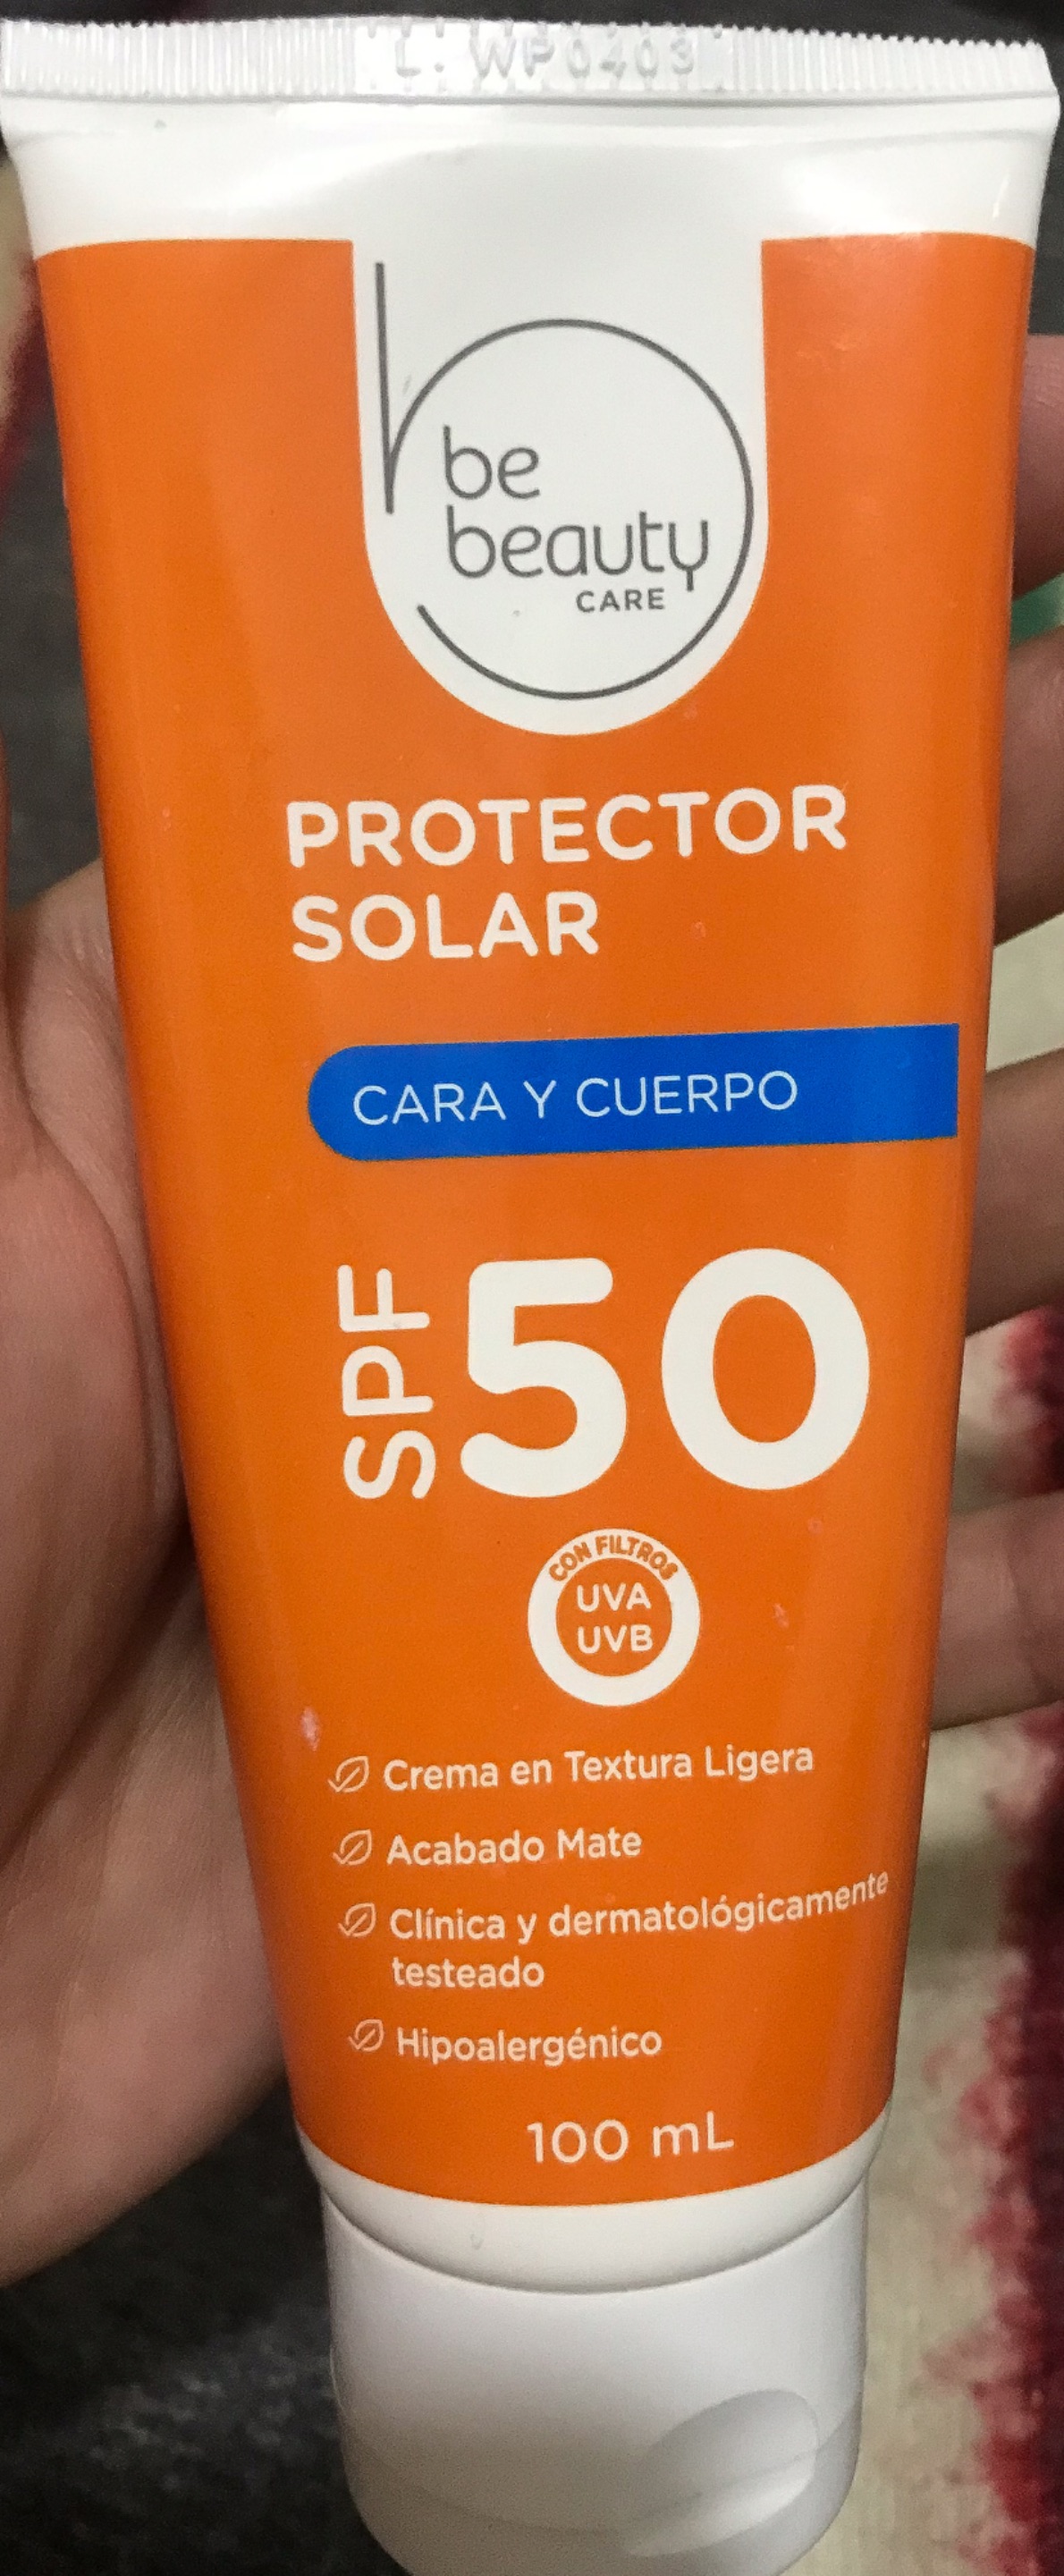 L: WP0403
be
beauty
CARE
PROTECTOR
SOLAR
CARA Y CUERPO
SPF 50
CON FILTROS
UVA
UVB
Crema en Textura Ligera
Acabado Mate
Clínica y dermatológicamente
testeado
Hipoalergénico
100 mL